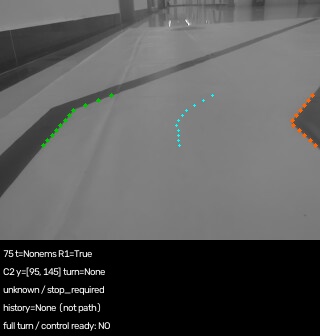 75 t=Nonems R1=True
C2 y=[95, 145] turn=None
unknown / stop_required
history=None (not path)
full turn / control ready: NO